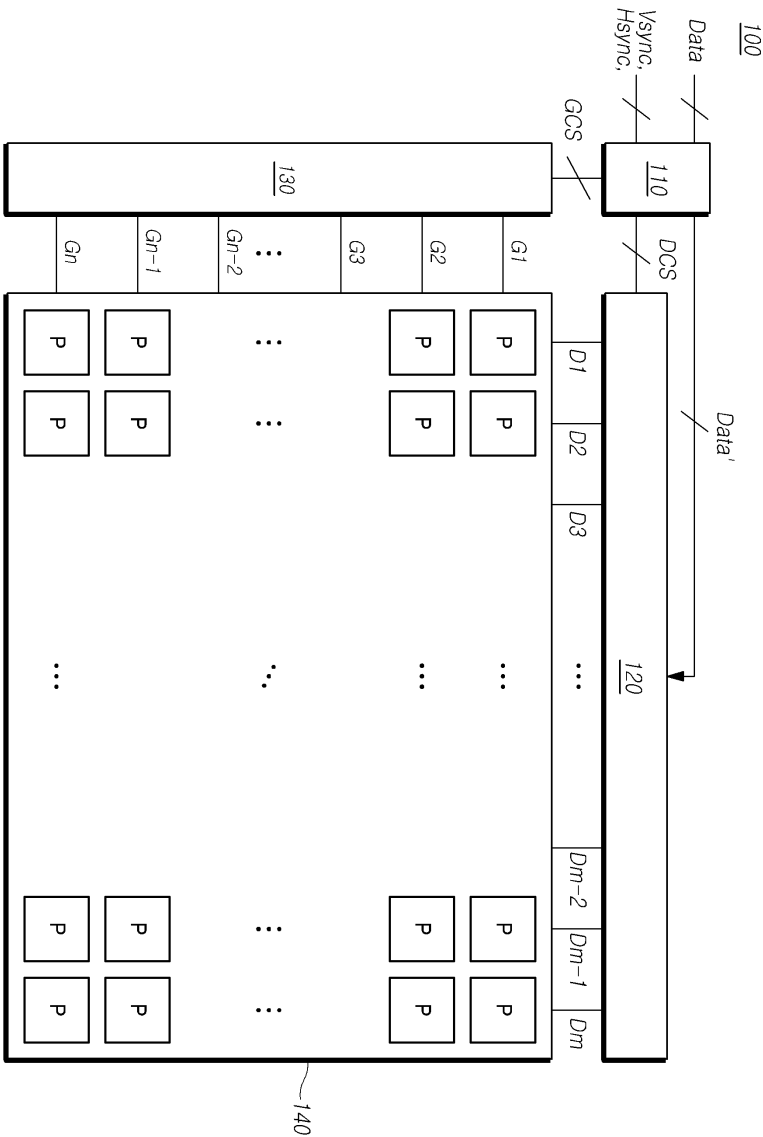 100
Data
Vsync,
Hsync,
110
DCS
Data'
GCS
120
D1 D2 D3 ... Dm-2 Dm-1 Dm
130
G1
G2
G3
...
Gn-2
Gn-1
Gn
P P ... P P
P P ... P P
... ... ... ... ...
P P ... P P
P P ... P P
140